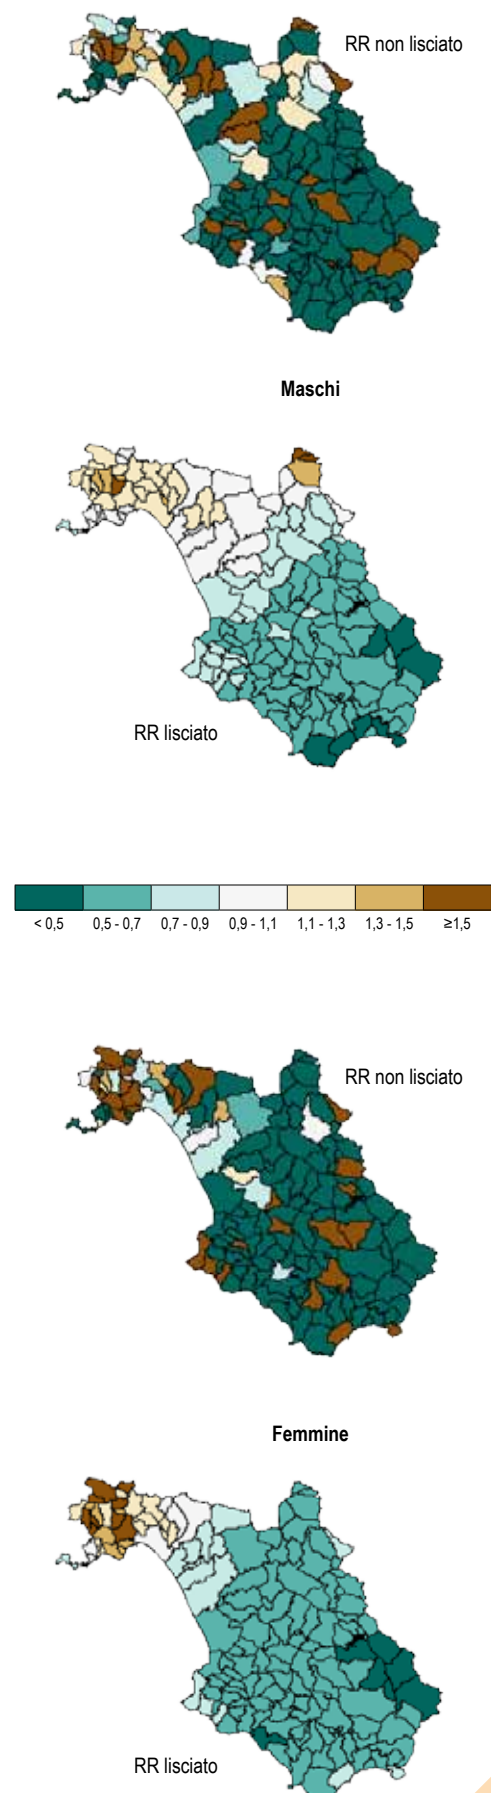 RR non lisciato
Maschi
RR lisciato
< 0,5 0,5 - 0,7 0,7 - 0,9 0,9 - 1,1 1,1 - 1,3 1,3 - 1,5 ≥1,5
RR non lisciato
Femmine
RR lisciato